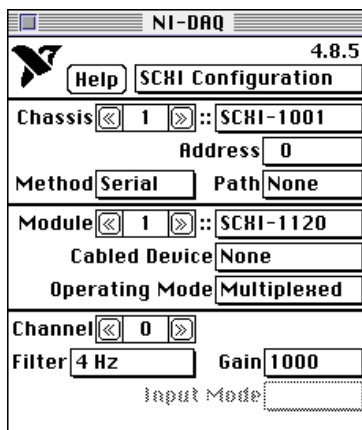 NI-DAQ
4.8.5
Help SCXI Configuration
Chassis 1 :: SCXI-1001
Address 0
Method Serial Path None
Module 1 :: SCXI-1120
Cabled Device None
Operating Mode Multiplexed
Channel 0
Filter 4 Hz Gain 1000
Input Mode